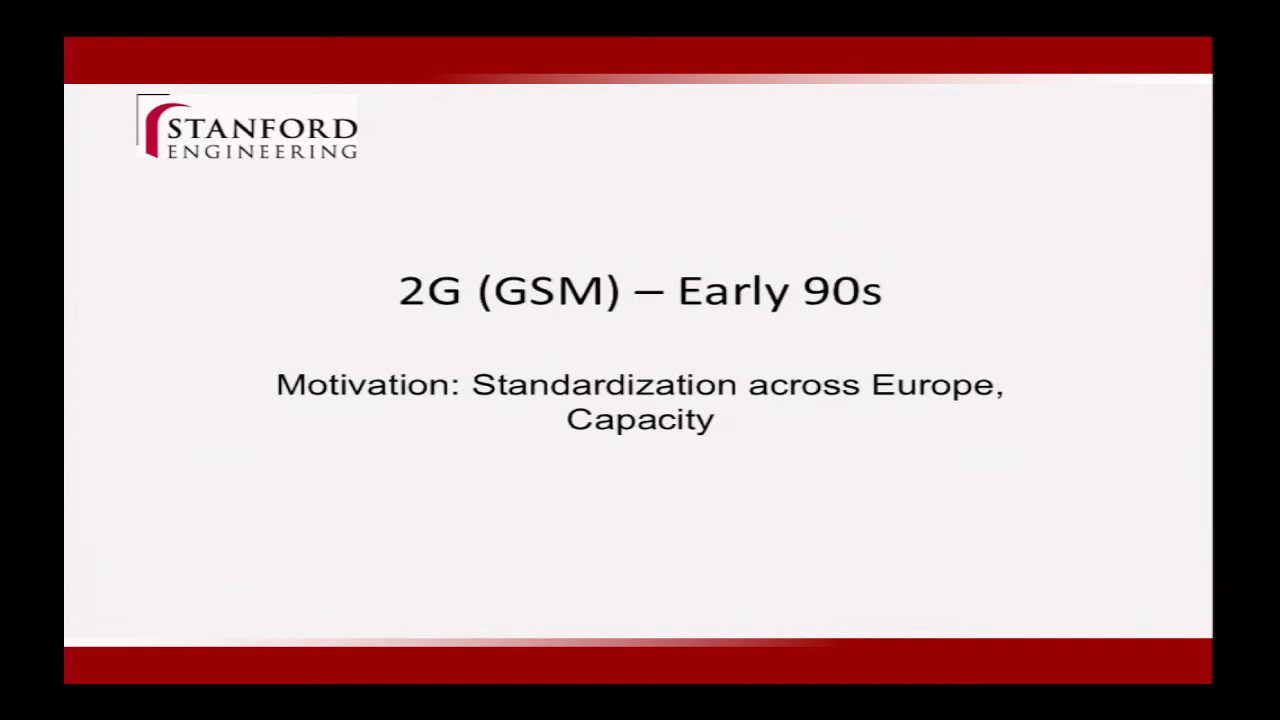 STANFORD
ENGINEERING
2G (GSM) – Early 90s
Motivation: Standardization across Europe,
Capacity